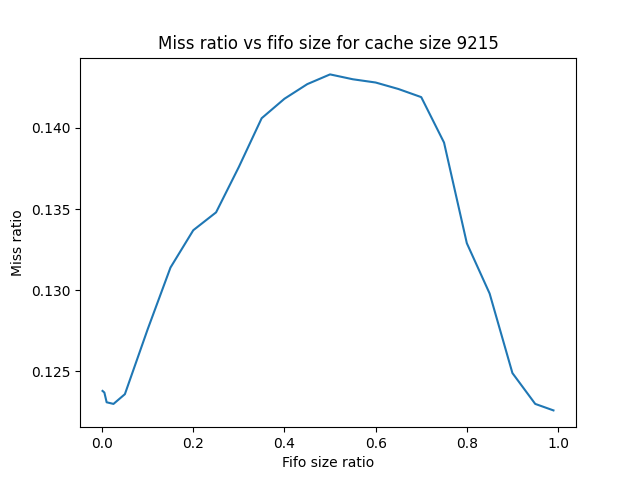 Miss ratio vs fifo size for cache size 9215
Miss ratio
0.140
0.135
0.130
0.125
0.0 0.2 0.4 0.6 0.8 1.0
Fifo size ratio